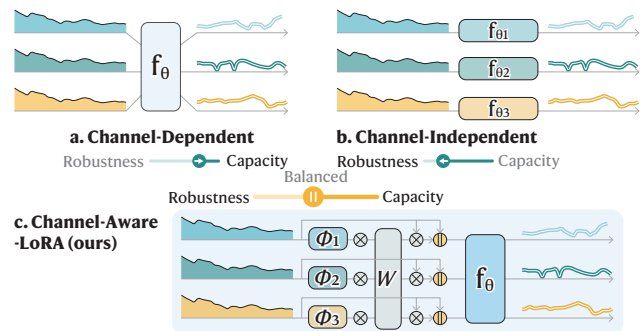 fθ
fθ1
fθ2
fθ3
a. Channel-Dependent
b. Channel-Independent
Robustness Capacity
Robustness Capacity
Balanced
Robustness Capacity
c. Channel-Aware
-LoRA (ours)
Φ1
Φ2
Φ3
W
fθ